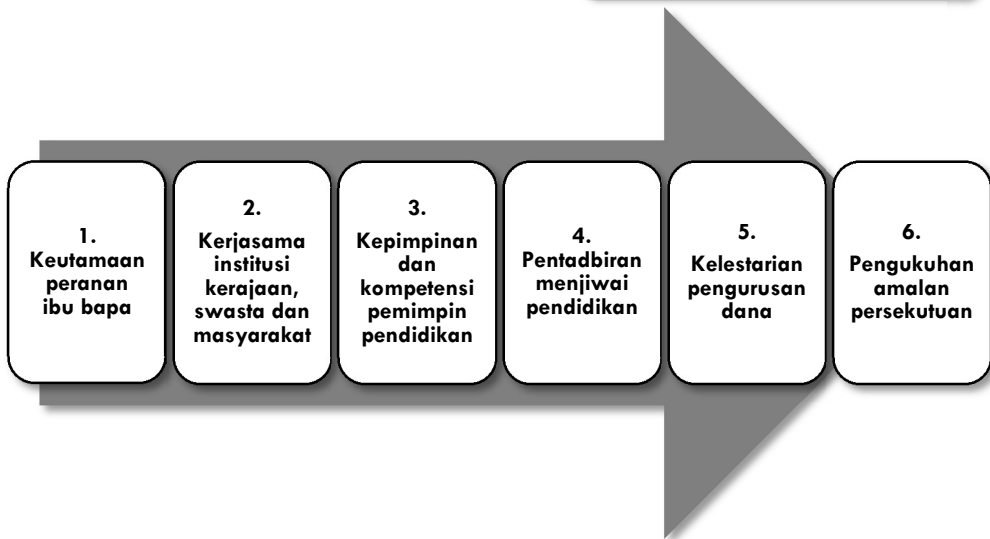 1.
Keutamaan
peranan
ibu bapa
2.
Kerjasama
institusi
kerajaan,
swasta dan
masyarakat
3.
Kepimpinan
dan
kompetensi
pemimpin
pendidikan
4.
Pentadbiran
menjiwai
pendidikan
5.
Kelestarian
pengurusan
dana
6.
Pengukuhan
amalan
persekutuan